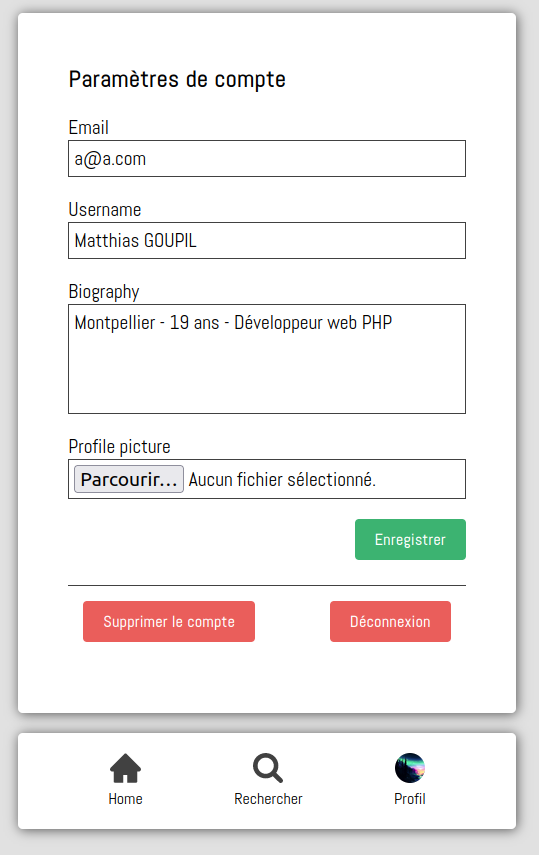 Paramètres de compte
Email
a@a.com
Username
Matthias GOUPIL
Biography
Montpellier - 19 ans - Développeur web PHP
Profile picture
Parcourir... Aucun fichier sélectionné.
Enregistrer
Supprimer le compte Déconnexion
Home Rechercher Profil